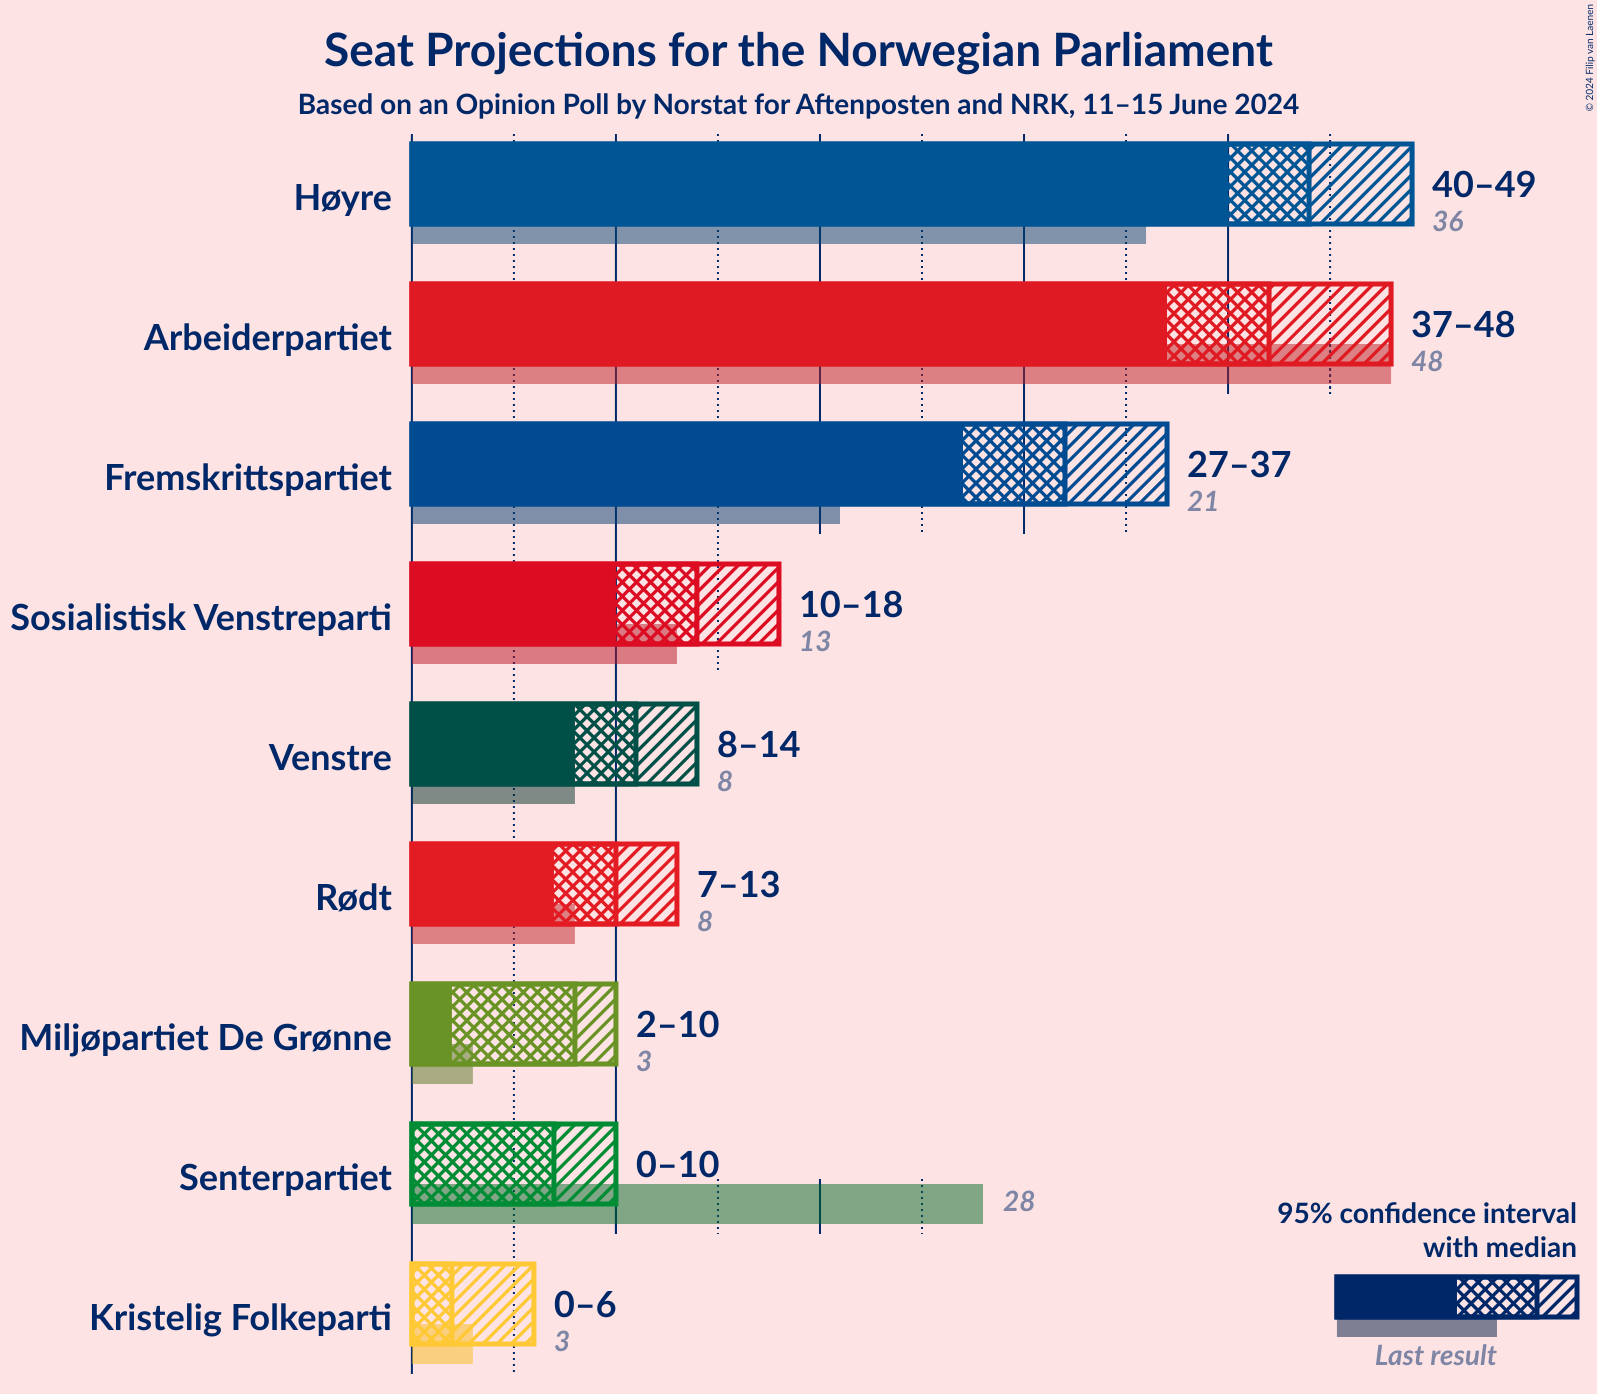 Seat Projections for the Norwegian Parliament
Based on an Opinion Poll by Norstat for Aftenposten and NRK, 11–15 June 2024
© 2024 Filip van Laenen
Høyre
40–49
36
Arbeiderpartiet
37–48
48
Fremskrittspartiet
27–37
21
Sosialistisk Venstreparti
10–18
13
Venstre
8–14
8
Rødt
7–13
8
Miljøpartiet De Grønne
2–10
3
Senterpartiet
0–10
28
Kristelig Folkeparti
0–6
3
95% confidence interval
with median
Last result